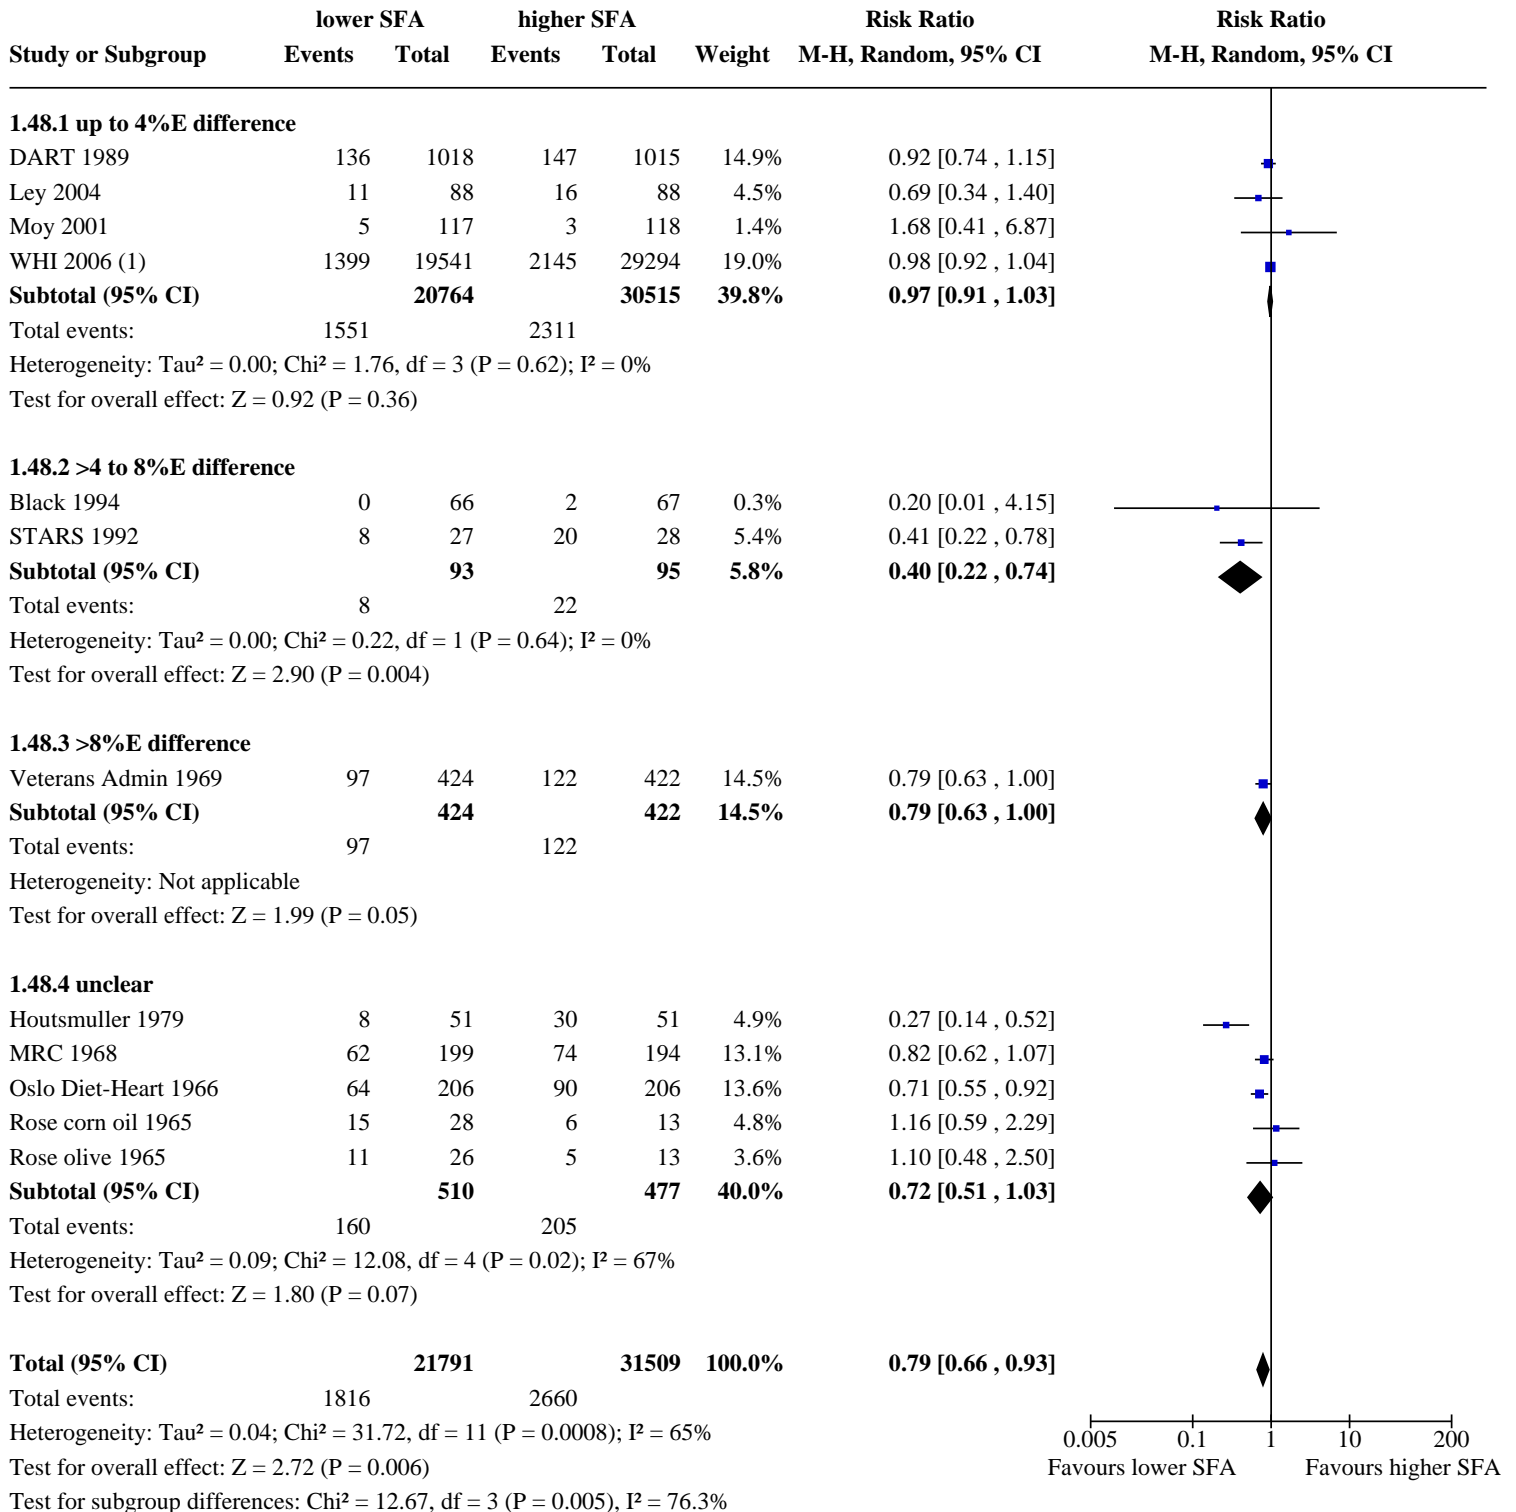 lower SFA higher SFA Risk Ratio Risk Ratio
Study or Subgroup Events Total Events Total Weight M-H, Random, 95% CI M-H, Random, 95% CI
1.48.1 up to 4%E difference
DART 1989 136 1018 147 1015 14.9% 0.92 [0.74 , 1.15]
Ley 2004 11 88 16 88 4.5% 0.69 [0.34 , 1.40]
Moy 2001 5 117 3 118 1.4% 1.68 [0.41 , 6.87]
WHI 2006 (1) 1399 19541 2145 29294 19.0% 0.98 [0.92 , 1.04]
Subtotal (95% CI) 20764 30515 39.8% 0.97 [0.91 , 1.03]
Total events: 1551 2311
Heterogeneity: Tau² = 0.00; Chi² = 1.76, df = 3 (P = 0.62); I² = 0%
Test for overall effect: Z = 0.92 (P = 0.36)
1.48.2 >4 to 8%E difference
Black 1994 0 66 2 67 0.3% 0.20 [0.01 , 4.15]
STARS 1992 8 27 20 28 5.4% 0.41 [0.22 , 0.78]
Subtotal (95% CI) 93 95 5.8% 0.40 [0.22 , 0.74]
Total events: 8 22
Heterogeneity: Tau² = 0.00; Chi² = 0.22, df = 1 (P = 0.64); I² = 0%
Test for overall effect: Z = 2.90 (P = 0.004)
1.48.3 >8%E difference
Veterans Admin 1969 97 424 122 422 14.5% 0.79 [0.63 , 1.00]
Subtotal (95% CI) 424 422 14.5% 0.79 [0.63 , 1.00]
Total events: 97 122
Heterogeneity: Not applicable
Test for overall effect: Z = 1.99 (P = 0.05)
1.48.4 unclear
Houtsmuller 1979 8 51 30 51 4.9% 0.27 [0.14 , 0.52]
MRC 1968 62 199 74 194 13.1% 0.82 [0.62 , 1.07]
Oslo Diet-Heart 1966 64 206 90 206 13.6% 0.71 [0.55 , 0.92]
Rose corn oil 1965 15 28 6 13 4.8% 1.16 [0.59 , 2.29]
Rose olive 1965 11 26 5 13 3.6% 1.10 [0.48 , 2.50]
Subtotal (95% CI) 510 477 40.0% 0.72 [0.51 , 1.03]
Total events: 160 205
Heterogeneity: Tau² = 0.09; Chi² = 12.08, df = 4 (P = 0.02); I² = 67%
Test for overall effect: Z = 1.80 (P = 0.07)
Total (95% CI) 21791 31509 100.0% 0.79 [0.66 , 0.93]
Total events: 1816 2660
Heterogeneity: Tau² = 0.04; Chi² = 31.72, df = 11 (P = 0.0008); I² = 65%
0.005 0.1 1 10 200
Test for overall effect: Z = 2.72 (P = 0.006) Favours lower SFA Favours higher SFA
Test for subgroup differences: Chi² = 12.67, df = 3 (P = 0.005), I² = 76.3%